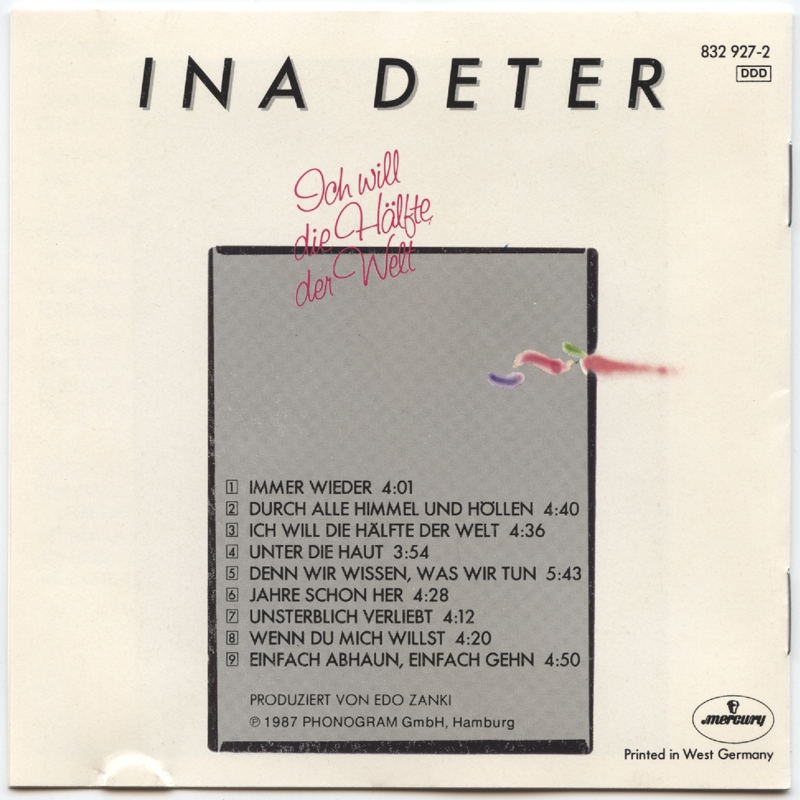 INA DETER
832 927-2
DDD
Ich will
die Hälfte
der Welt
1 IMMER WIEDER 4:01
2 DURCH ALLE HIMMEL UND HÖLLEN 4:40
3 ICH WILL DIE HÄLFTE DER WELT 4:36
4 UNTER DIE HAUT 3:54
5 DENN WIR WISSEN, WAS WIR TUN 5:43
6 JAHRE SCHON HER 4:28
7 UNSTERBLICH VERLIEBT 4:12
8 WENN DU MICH WILLST 4:20
9 EINFACH ABHAUN, EINFACH GEHN 4:50
PRODUZIERT VON EDO ZANKI
℗ 1987 PHONOGRAM GmbH, Hamburg
mercury
Printed in West Germany